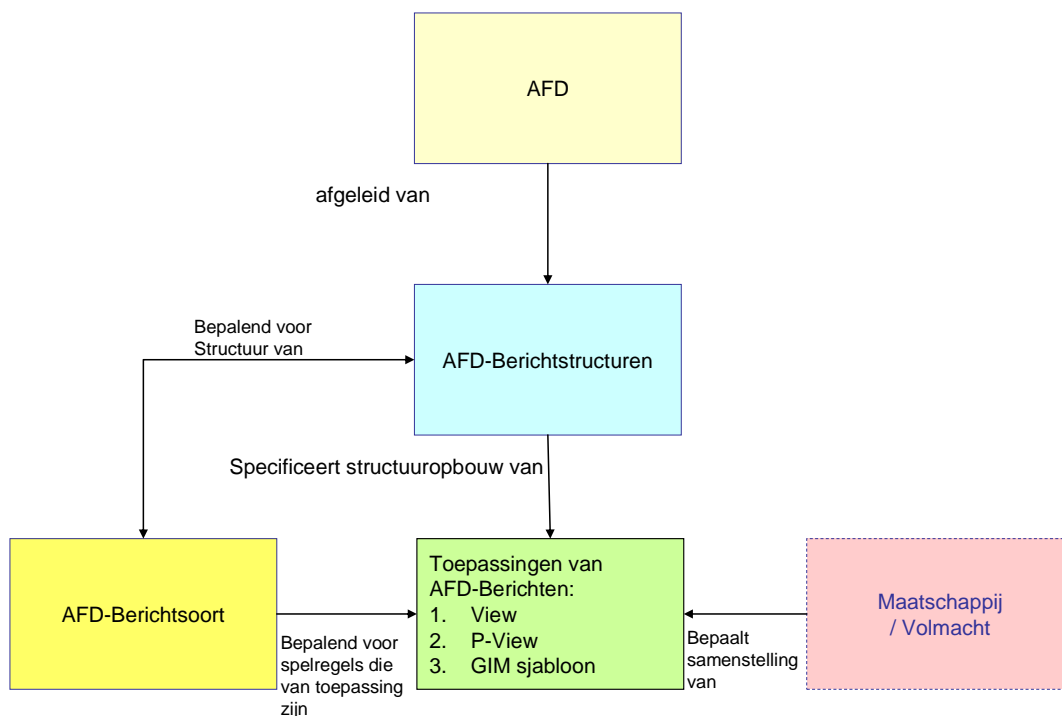 AFD
afgeleid van
Bepalend voor
Structuur van
AFD-Berichtstructuren
Specificeert structuuropbouw van
AFD-Berichtsoort
Bepalend voor
spelregels die
van toepassing
zijn
Toepassingen van
AFD-Berichten:
1. View
2. P-View
3. GIM sjabloon
Bepaalt
samenstelling
van
Maatschappij
/ Volmacht